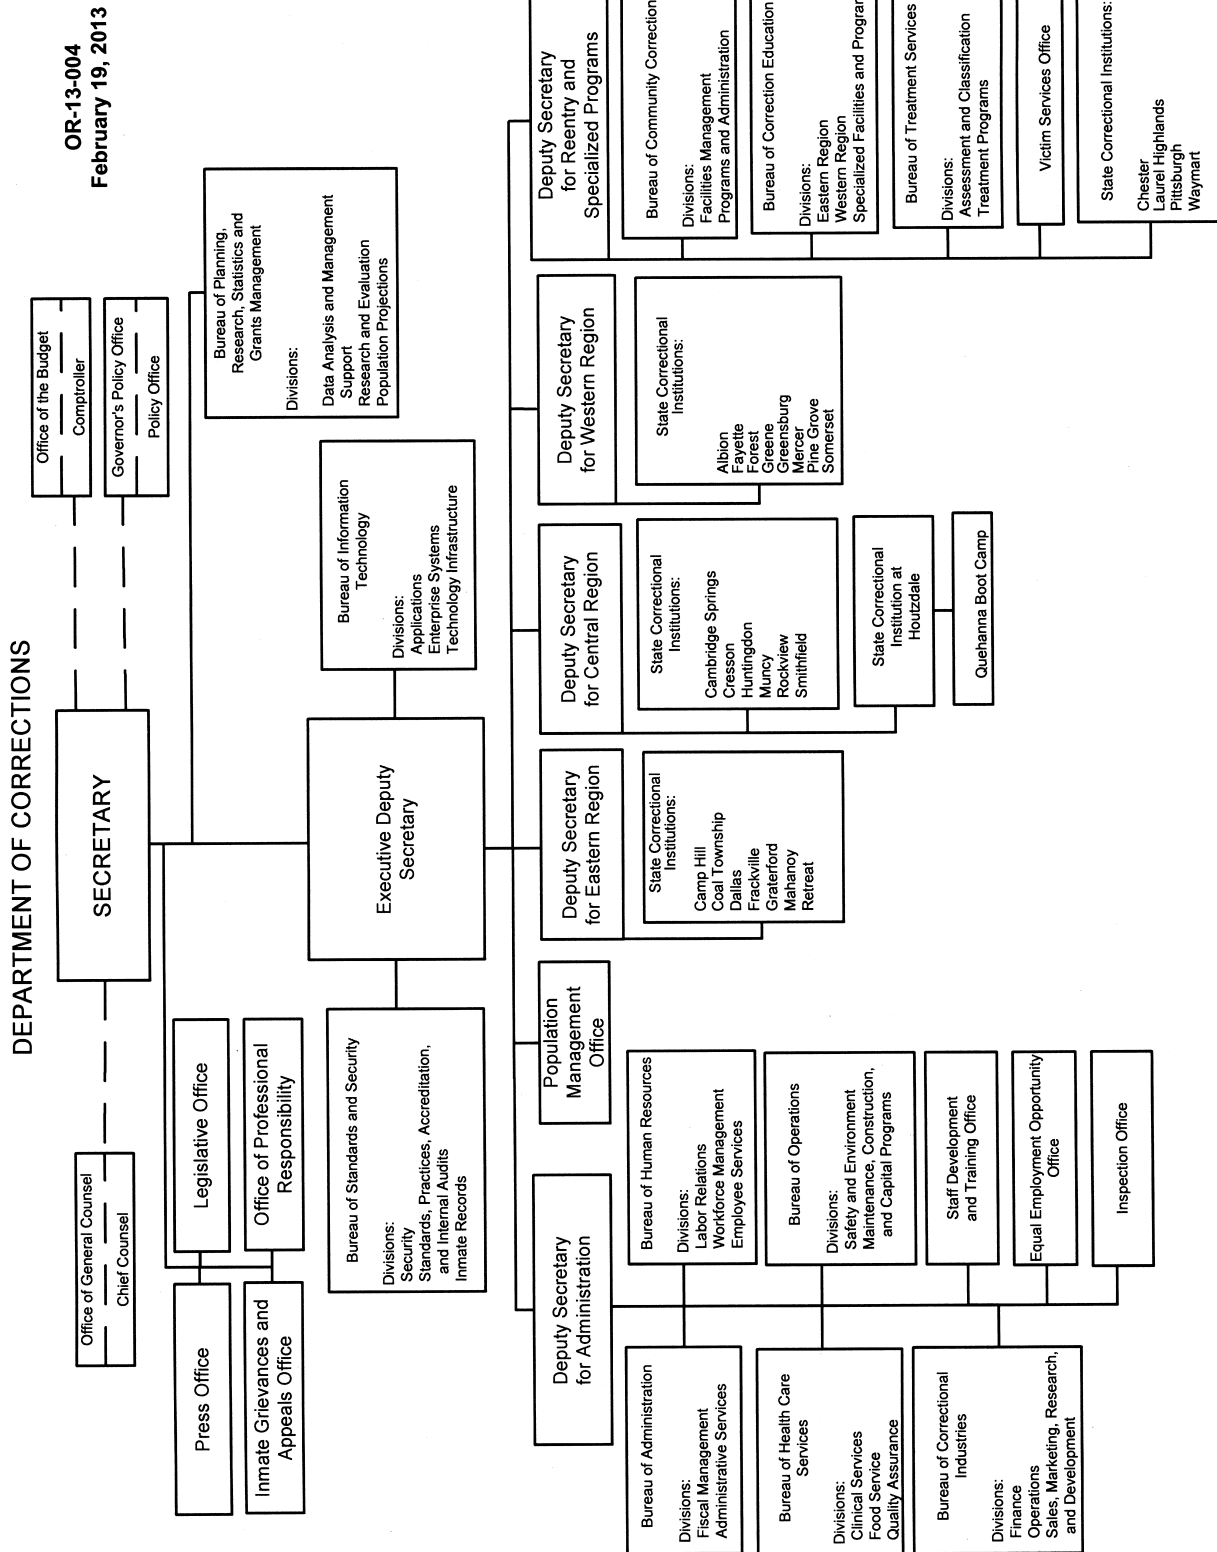 DEPARTMENT OF CORRECTIONS
OR-13-004
February 19, 2013
Office of General Counsel
Chief Counsel
SECRETARY
Office of the Budget
Comptroller
Governor's Policy Office
Policy Office
Press Office
Legislative Office
Inmate Grievances and
Appeals Office
Office of Professional
Responsibility
Bureau of Planning,
Research, Statistics and
Grants Management
Divisions:
Data Analysis and Management
Support
Research and Evaluation
Population Projections
Bureau of Standards and Security
Divisions:
Security
Standards, Practices, Accreditation,
and Internal Audits
Inmate Records
Executive Deputy
Secretary
Bureau of Information
Technology
Divisions:
Applications
Enterprise Systems
Technology Infrastructure
Deputy Secretary
for Administration
Bureau of Administration
Divisions:
Fiscal Management
Administrative Services
Bureau of Health Care
Services
Divisions:
Clinical Services
Food Service
Quality Assurance
Bureau of Correctional
Industries
Divisions:
Finance
Operations
Sales, Marketing, Research,
and Development
Bureau of Human Resources
Divisions:
Labor Relations
Workforce Management
Employee Services
Bureau of Operations
Divisions:
Safety and Environment
Maintenance, Construction,
and Capital Programs
Staff Development
and Training Office
Equal Employment Opportunity
Office
Inspection Office
Population
Management
Office
Deputy Secretary
for Eastern Region
State Correctional
Institutions:
Camp Hill
Coal Township
Dallas
Frackville
Graterford
Mahanoy
Retreat
Deputy Secretary
for Central Region
State Correctional
Institutions:
Cambridge Springs
Cresson
Huntingdon
Muncy
Rockview
Smithfield
State Correctional
Institution at
Houtzdale
Quehanna Boot Camp
Deputy Secretary
for Western Region
State Correctional
Institutions:
Albion
Fayette
Forest
Greene
Greensburg
Mercer
Pine Grove
Somerset
Deputy Secretary
for Reentry and
Specialized Programs
Bureau of Community Correction
Divisions:
Facilities Management
Programs and Administration
Bureau of Correction Education
Divisions:
Eastern Region
Western Region
Specialized Facilities and Program
Bureau of Treatment Services
Divisions:
Assessment and Classification
Treatment Programs
Victim Services Office
State Correctional Institutions:
Chester
Laurel Highlands
Pittsburgh
Waymart